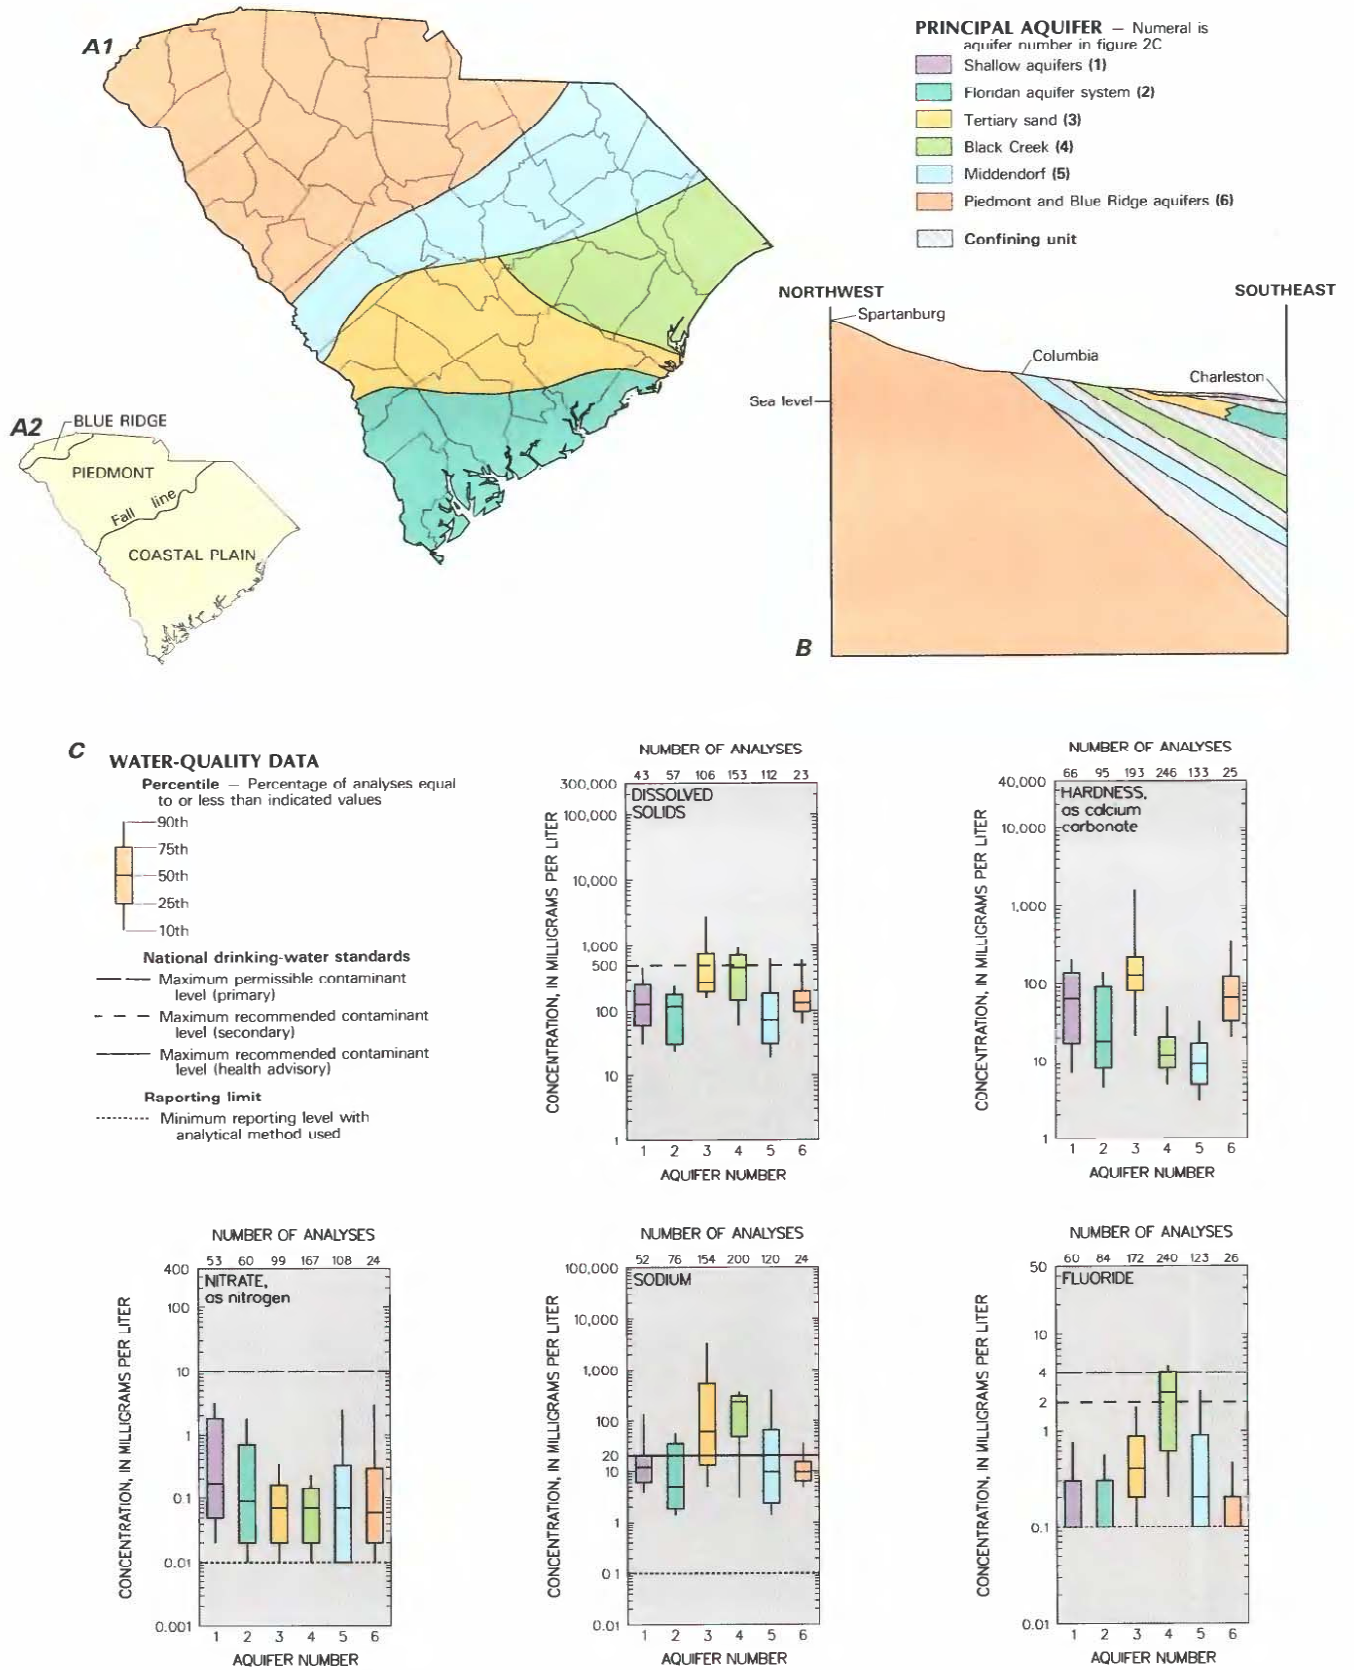 A1
PRINCIPAL AQUIFER — Numeral is
aquifer number in figure 2C
Shallow aquifers (1)
Floridan aquifer system (2)
Tertiary sand (3)
Black Creek (4)
Middendorf (5)
Piedmont and Blue Ridge aquifers (6)
Confining unit
NORTHWEST
SOUTHEAST
Spartanburg
Columbia
Charleston
Sea level
B
A2
BLUE RIDGE
PIEDMONT
Fall line
COASTAL PLAIN
C
WATER-QUALITY DATA
Percentile — Percentage of analyses equal
to or less than indicated values
90th
75th
50th
25th
10th
National drinking-water standards
Maximum permissible contaminant
level (primary)
Maximum recommended contaminant
level (secondary)
Maximum recommended contaminant
level (health advisory)
Reporting limit
Minimum reporting level with
analytical method used
NUMBER OF ANALYSES
43 57 106 153 112 23
DISSOLVED
SOLIDS
CONCENTRATION, IN MILLIGRAMS PER LITER
300,000
100,000
10,000
1,000
500
100
10
1
1 2 3 4 5 6
AQUIFER NUMBER
NUMBER OF ANALYSES
66 95 193 246 133 25
HARDNESS,
as calcium
carbonate
CONCENTRATION, IN MILLIGRAMS PER LITER
40,000
10,000
1,000
100
10
1
1 2 3 4 5 6
AQUIFER NUMBER
NUMBER OF ANALYSES
53 60 99 167 108 24
NITRATE,
as nitrogen
CONCENTRATION, IN MILLIGRAMS PER LITER
400
100
10
1
0.1
0.01
0.001
1 2 3 4 5 6
AQUIFER NUMBER
NUMBER OF ANALYSES
52 76 154 200 120 24
SODIUM
CONCENTRATION, IN MILLIGRAMS PER LITER
100,000
10,000
1,000
100
20
10
1
0.1
0.01
1 2 3 4 5 6
AQUIFER NUMBER
NUMBER OF ANALYSES
60 84 172 240 123 26
FLUORIDE
CONCENTRATION, IN MILLIGRAMS PER LITER
50
10
4
2
1
0.1
0.01
1 2 3 4 5 6
AQUIFER NUMBER